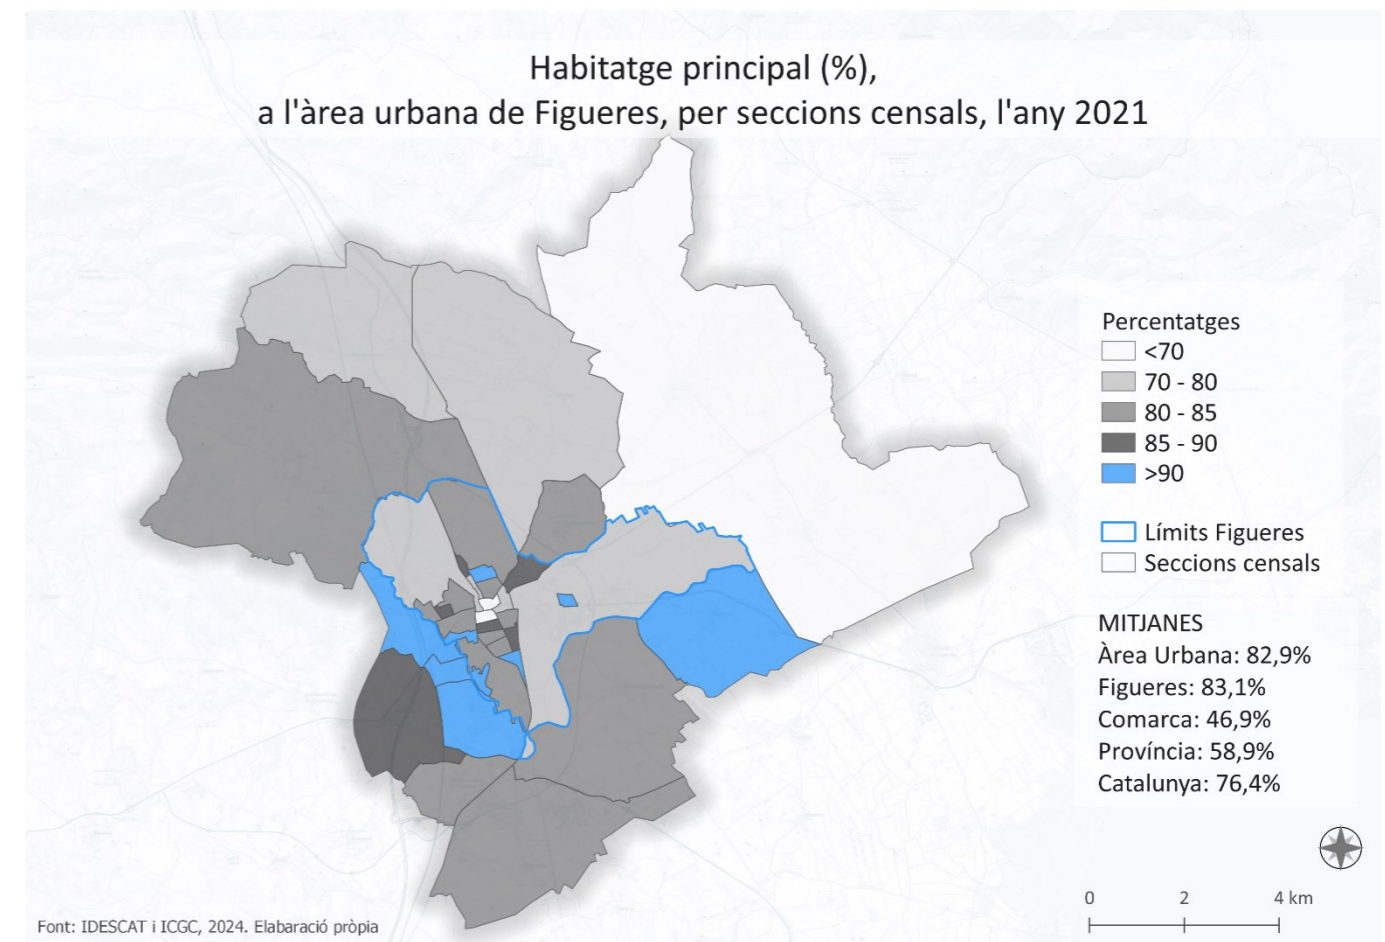 Habitatge principal (%),
a l'àrea urbana de Figueres, per seccions censals, l'any 2021
Percentatges
<70
70 - 80
80 - 85
85 - 90
>90
Límits Figueres
Seccions censals
MITJANES
Àrea Urbana: 82,9%
Figueres: 83,1%
Comarca: 46,9%
Província: 58,9%
Catalunya: 76,4%
0 2 4 km
Font: IDESCAT i ICGC, 2024. Elabaració pròpia